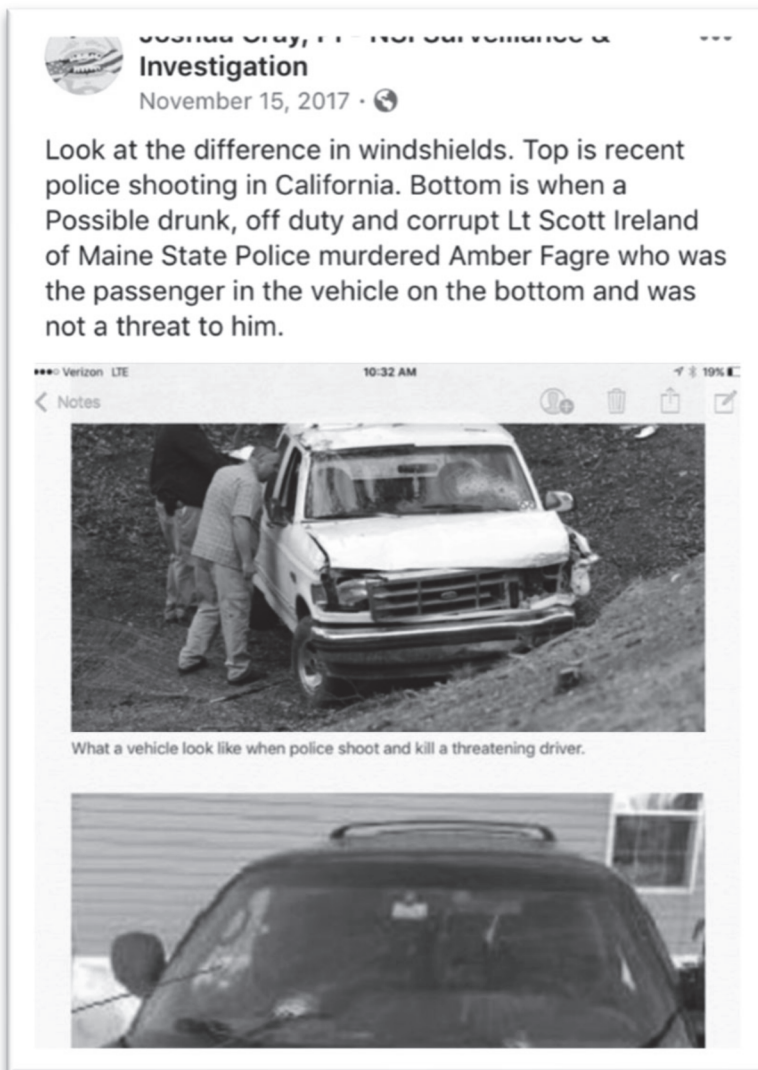 Investigation
November 15, 2017 ·
Look at the difference in windshields. Top is recent
police shooting in California. Bottom is when a
Possible drunk, off duty and corrupt Lt Scott Ireland
of Maine State Police murdered Amber Fagre who was
the passenger in the vehicle on the bottom and was
not a threat to him.
Verizon LTE 10:32 AM 19%
Notes
What a vehicle look like when police shoot and kill a threatening driver.